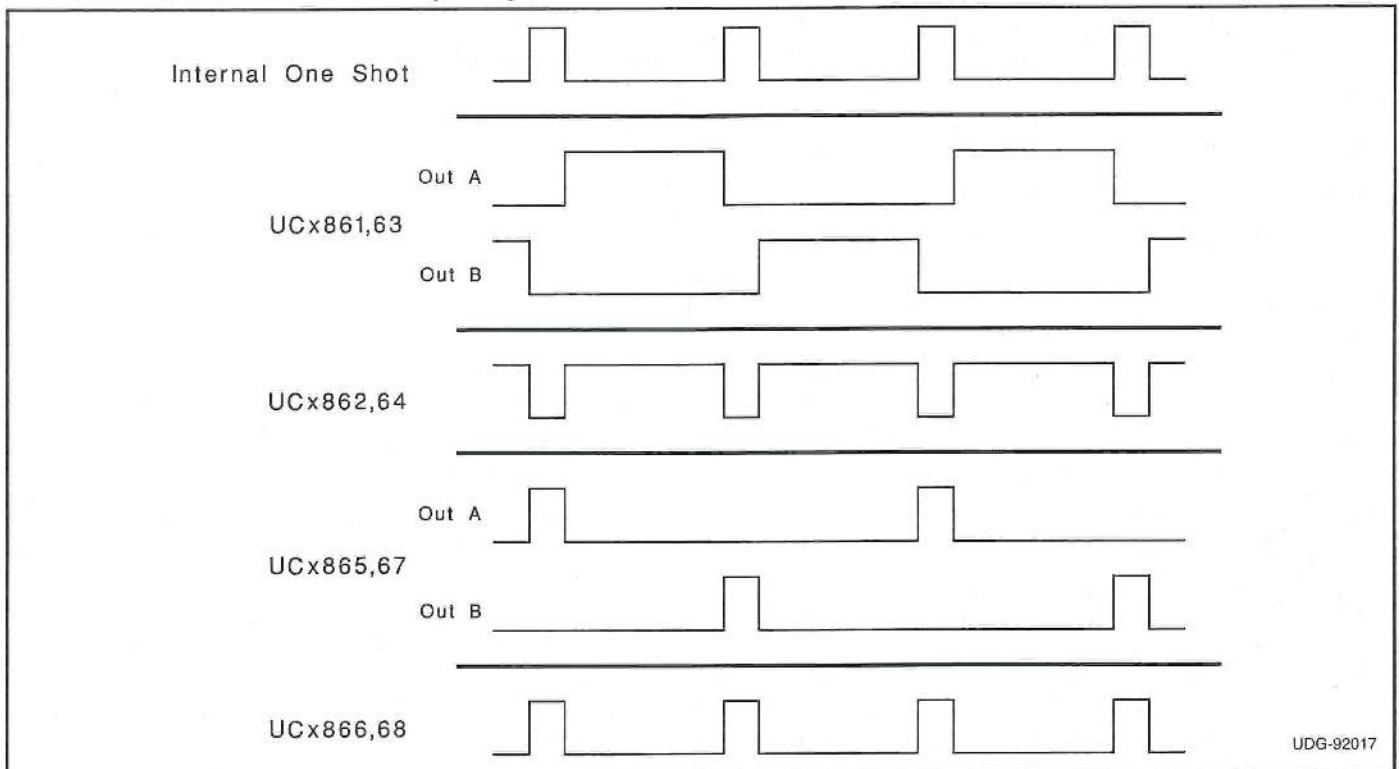 Internal One Shot
Out A
UCx861,63
Out B
UCx862,64
Out A
UCx865,67
Out B
UCx866,68
UDG-92017